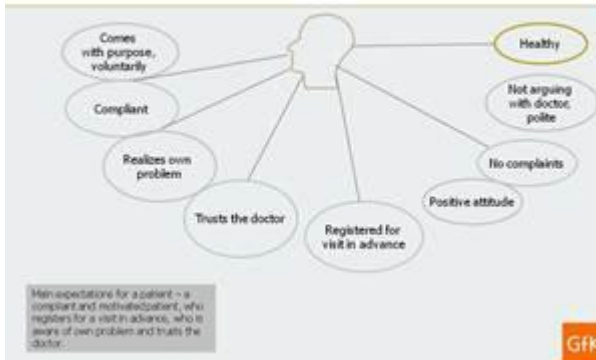 Comes
with purpose,
voluntarily
Healthy
Compliant
Not arguing
with doctor,
polite
Realizes own
problem
No complaints
Trusts the doctor
Positive attitude
Registered for
visit in advance
Main expectations for a patient – a
compliant and motivated patient, who
registers for a visit in advance, who is
aware of own problem and trusts the
doctor.
GfK